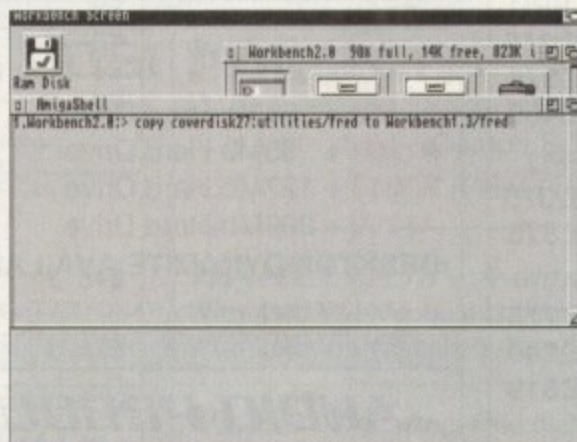 Workbench Screen
Workbench2.0 98% full, 14K free, 823K i
Ram Disk
AmigaShell
1.Workbench2.0:> copy coverdisk27:utilities/fred to Workbench1.3/fred